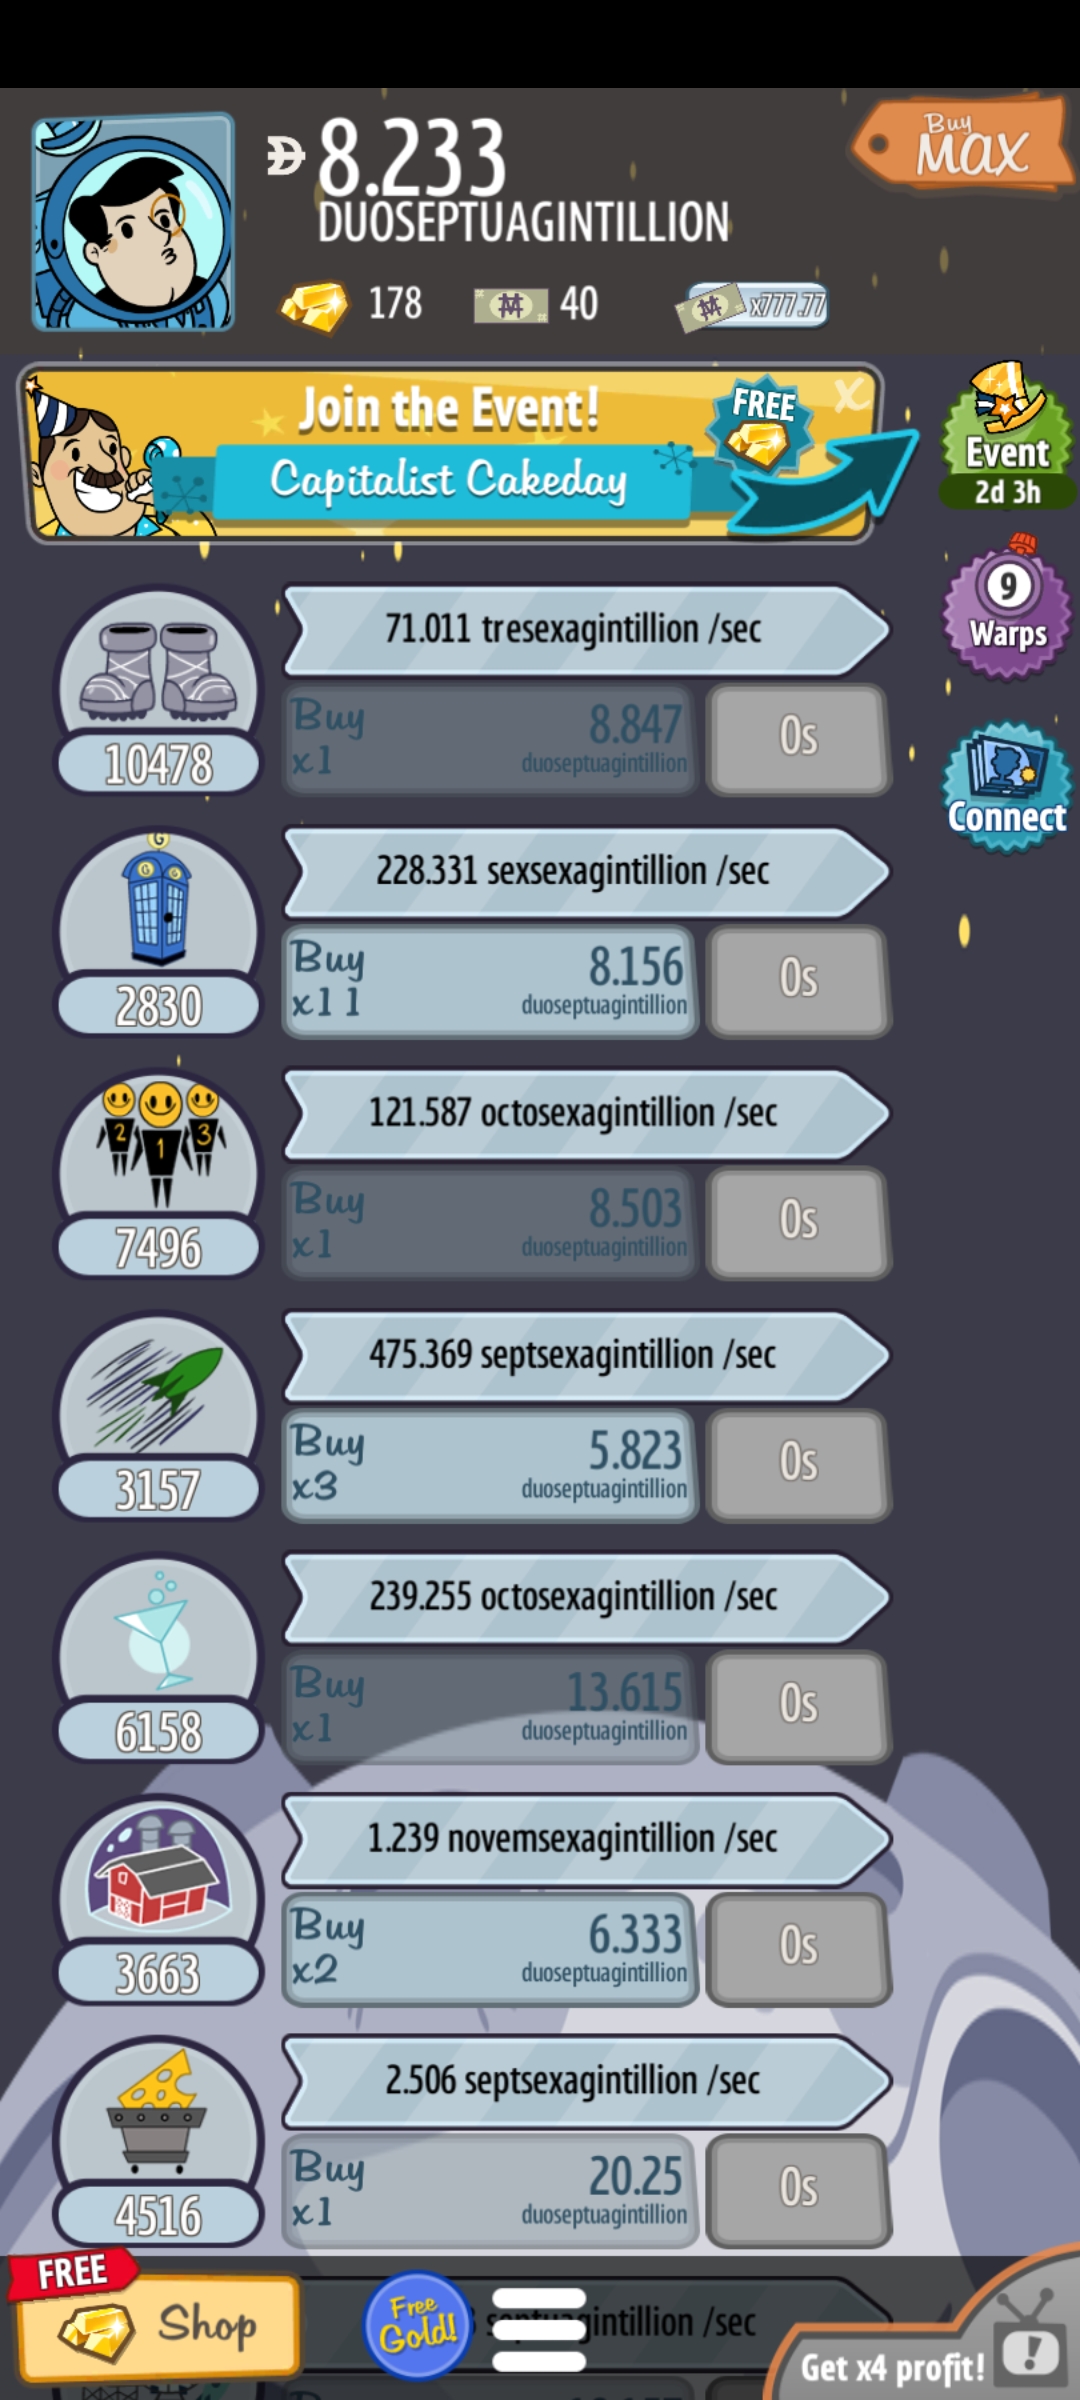 Buy
MAX
8.233
DUOSEPTUAGINTILLION
178
40
x777.77
Join the Event!
FREE
X
Capitalist Cakeday
Event
2d 3h
71.011 tresexagintillion /sec
9
Warps
Buy
x1
8.847
duoseptuagintillion
0s
10478
Connect
G
G
G
228.331 sexsexagintillion /sec
Buy
x11
8.156
duoseptuagintillion
0s
2830
2
1
3
121.587 octosexagintillion /sec
Buy
x1
8.503
duoseptuagintillion
0s
7496
475.369 septsexagintillion /sec
Buy
x3
5.823
duoseptuagintillion
0s
3157
239.255 octosexagintillion /sec
Buy
x1
13.615
duoseptuagintillion
0s
6158
1.239 novemsexagintillion /sec
Buy
x2
6.333
duoseptuagintillion
0s
3663
2.506 septsexagintillion /sec
Buy
x1
20.25
duoseptuagintillion
0s
4516
FREE
Shop
Free
Gold!
/sec
Get x4 profit!
!